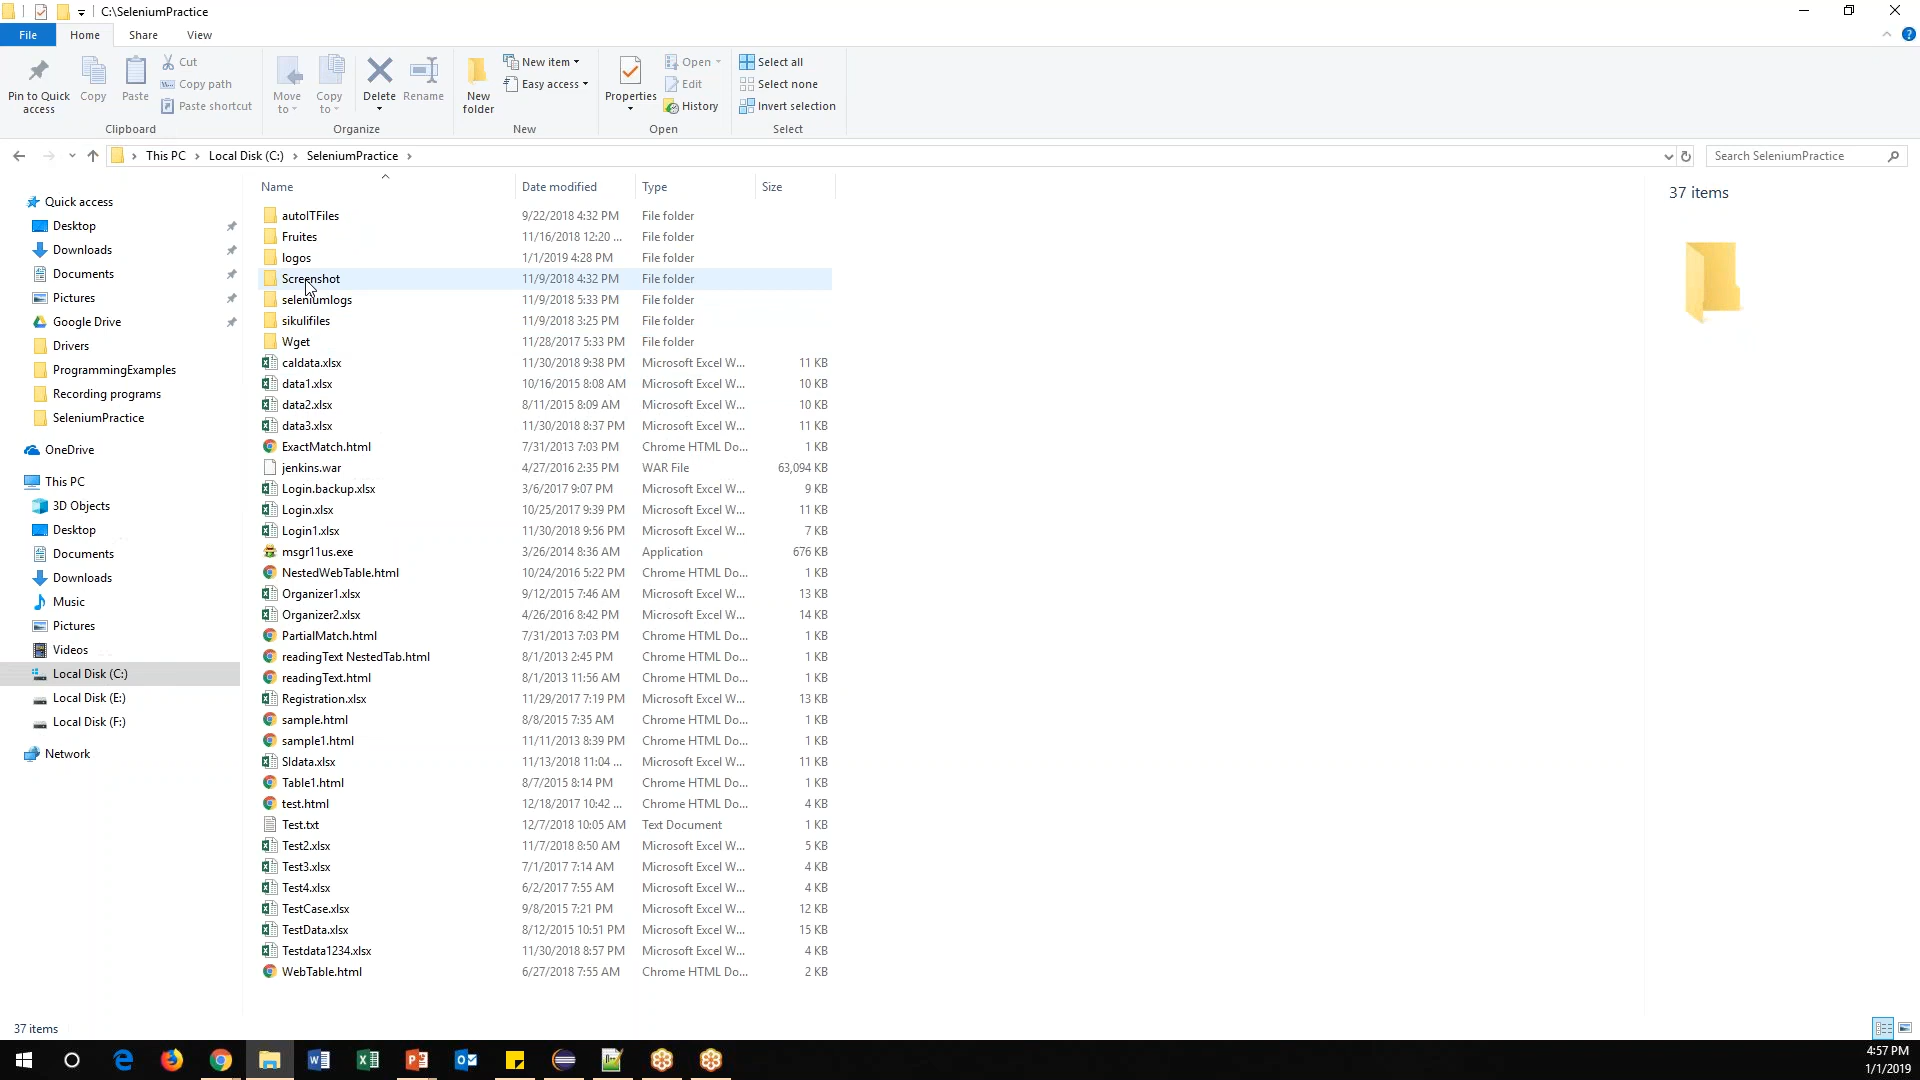 C:\SeleniumPractice
File Home Share View
Pin to Quick access
Copy
Paste
Cut
Copy path
Paste shortcut
Clipboard
Move to
Copy to
Delete
Rename
Organize
New folder
New item
Easy access
New
Properties
Open
Edit
History
Open
Select all
Select none
Invert selection
Select
This PC > Local Disk (C:) > SeleniumPractice >
Search SeleniumPractice
Quick access
Desktop
Downloads
Documents
Pictures
Google Drive
Drivers
ProgrammingExamples
Recording programs
SeleniumPractice
OneDrive
This PC
3D Objects
Desktop
Documents
Downloads
Music
Pictures
Videos
Local Disk (C:)
Local Disk (E:)
Local Disk (F:)
Network
Name Date modified Type Size
autoITFiles 9/22/2018 4:32 PM File folder
Fruites 11/16/2018 12:20 ... File folder
logos 1/1/2019 4:28 PM File folder
Screenshot 11/9/2018 4:32 PM File folder
seleniumlogs 11/9/2018 5:33 PM File folder
sikulifiles 11/9/2018 3:25 PM File folder
Wget 11/28/2017 5:33 PM File folder
caldata.xlsx 11/30/2018 9:38 PM Microsoft Excel W... 11 KB
data1.xlsx 10/16/2015 8:08 AM Microsoft Excel W... 10 KB
data2.xlsx 8/11/2015 8:09 AM Microsoft Excel W... 10 KB
data3.xlsx 11/30/2018 8:37 PM Microsoft Excel W... 11 KB
ExactMatch.html 7/31/2013 7:03 PM Chrome HTML Do... 1 KB
jenkins.war 4/27/2016 2:35 PM WAR File 63,094 KB
Login.backup.xlsx 3/6/2017 9:07 PM Microsoft Excel W... 9 KB
Login.xlsx 10/25/2017 9:39 PM Microsoft Excel W... 11 KB
Login1.xlsx 11/30/2018 9:56 PM Microsoft Excel W... 7 KB
msgr11us.exe 3/26/2014 8:36 AM Application 676 KB
NestedWebTable.html 10/24/2016 5:22 PM Chrome HTML Do... 1 KB
Organizer1.xlsx 9/12/2015 7:46 AM Microsoft Excel W... 13 KB
Organizer2.xlsx 4/26/2016 8:42 PM Microsoft Excel W... 14 KB
PartialMatch.html 7/31/2013 7:03 PM Chrome HTML Do... 1 KB
readingText NestedTab.html 8/1/2013 2:45 PM Chrome HTML Do... 1 KB
readingText.html 8/1/2013 11:56 AM Chrome HTML Do... 1 KB
Registration.xlsx 11/29/2017 7:19 PM Microsoft Excel W... 13 KB
sample.html 8/8/2015 7:35 AM Chrome HTML Do... 1 KB
sample1.html 11/11/2013 8:39 PM Chrome HTML Do... 1 KB
Sldata.xlsx 11/13/2018 11:04 ... Microsoft Excel W... 11 KB
Table1.html 8/7/2015 8:14 PM Chrome HTML Do... 1 KB
test.html 12/18/2017 10:42 ... Chrome HTML Do... 4 KB
Test.txt 12/7/2018 10:05 AM Text Document 1 KB
Test2.xlsx 11/7/2018 8:50 AM Microsoft Excel W... 5 KB
Test3.xlsx 7/1/2017 7:14 AM Microsoft Excel W... 4 KB
Test4.xlsx 6/2/2017 7:55 AM Microsoft Excel W... 4 KB
TestCase.xlsx 9/8/2015 7:21 PM Microsoft Excel W... 12 KB
TestData.xlsx 8/12/2015 10:51 PM Microsoft Excel W... 15 KB
Testdata1234.xlsx 11/30/2018 8:57 PM Microsoft Excel W... 4 KB
WebTable.html 6/27/2018 7:55 AM Chrome HTML Do... 2 KB
37 items
37 items
4:57 PM
1/1/2019